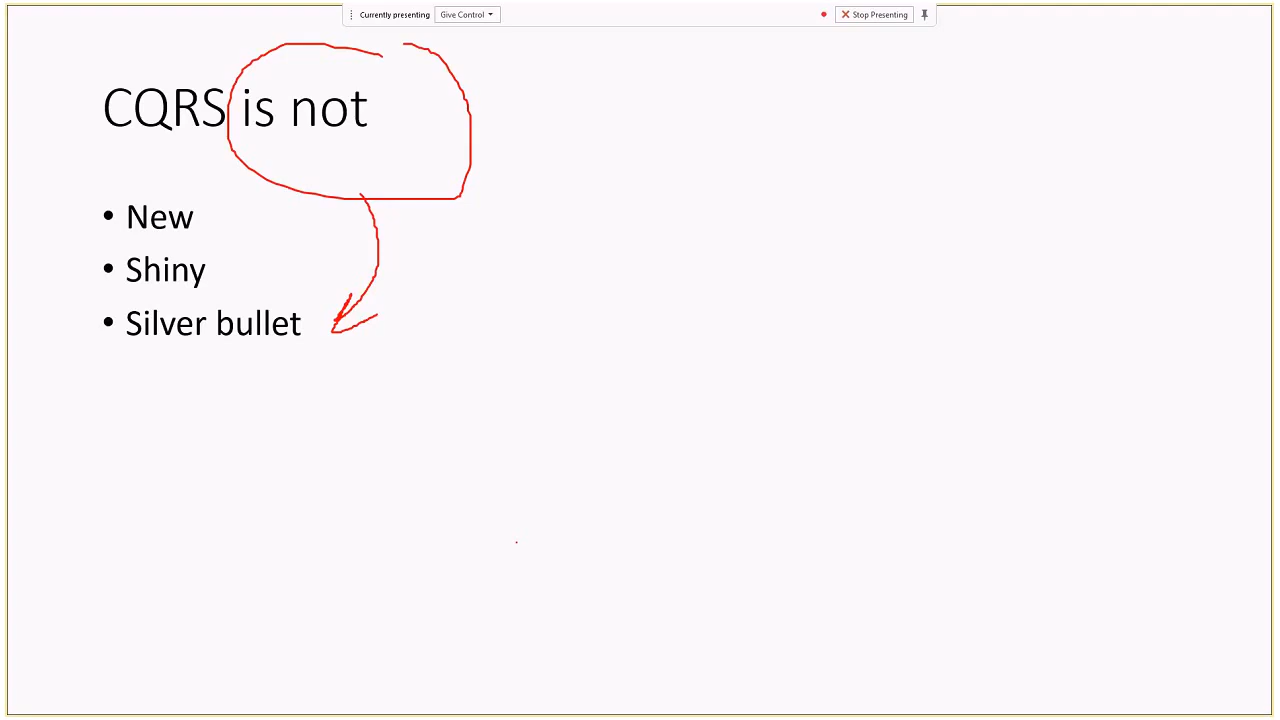 Currently presenting Give Control Stop Presenting
CQRS is not
• New
• Shiny
• Silver bullet